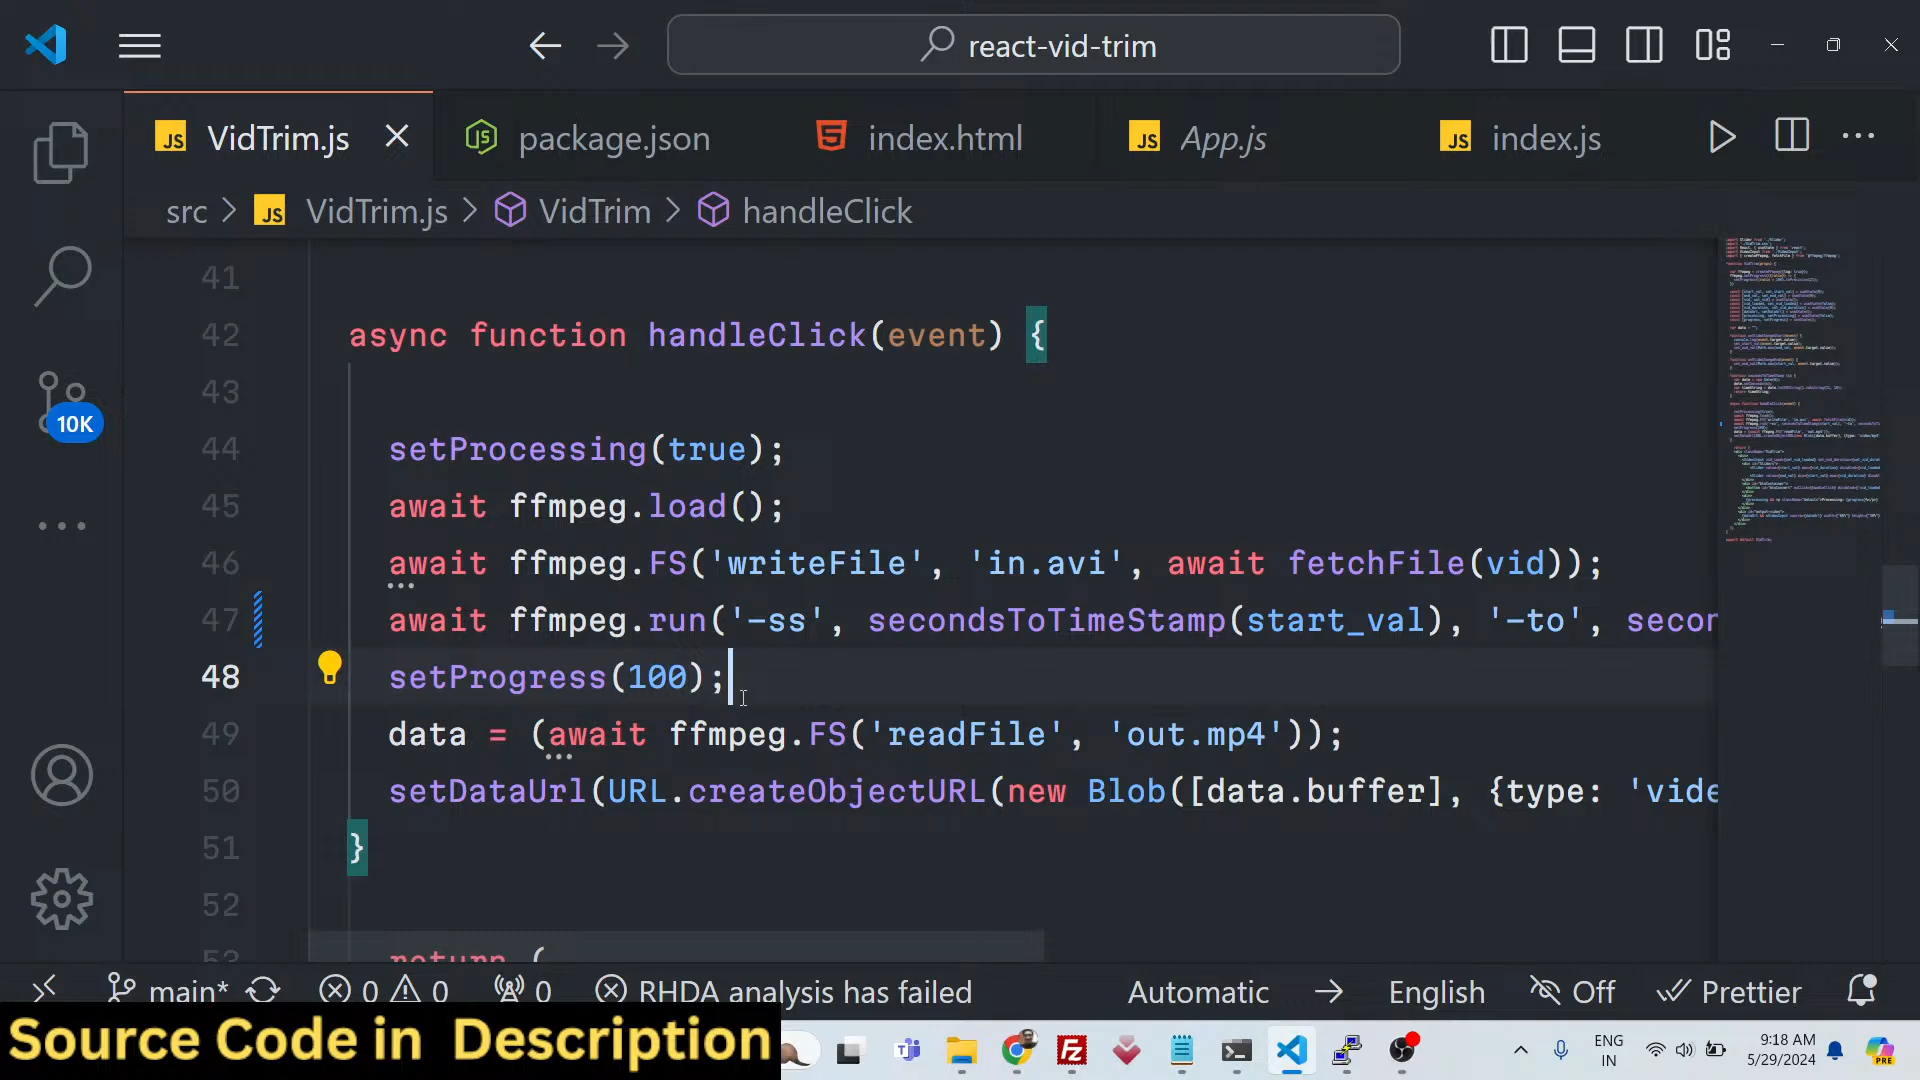 react-vid-trim
VidTrim.js
package.json
index.html
App.js
index.js
src > JS VidTrim.js > VidTrim > handleClick
41
42 async function handleClick(event) {
43
44 setProcessing(true);
45 await ffmpeg.load();
46 await ffmpeg.FS('writeFile', 'in.avi', await fetchFile(vid));
47 await ffmpeg.run('-ss', secondsToTimeStamp(start_val), '-to', secon
48 setProgress(100);
49 data = (await ffmpeg.FS('readFile', 'out.mp4'));
50 setDataUrl(URL.createObjectURL(new Blob([data.buffer], {type: 'vide
51 }
52
53 return (
10K
main* 0 0 0 RHDA analysis has failed Automatic English Off Prettier
Source Code in Description
ENG
IN
9:18 AM
5/29/2024